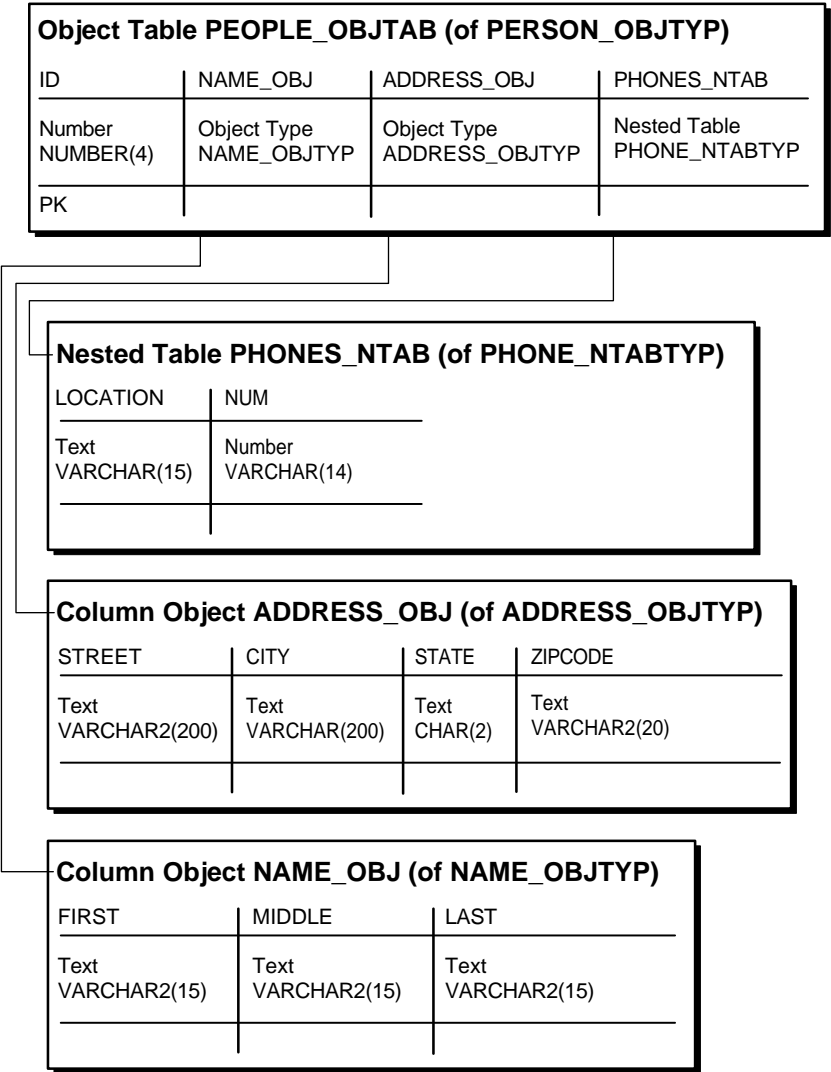 Object Table PEOPLE_OBJTAB (of PERSON_OBJTYP)
ID NAME_OBJ ADDRESS_OBJ PHONES_NTAB
Number Object Type Object Type Nested Table
NUMBER(4) NAME_OBJTYP ADDRESS_OBJTYP PHONE_NTABTYP
PK
Nested Table PHONES_NTAB (of PHONE_NTABTYP)
LOCATION NUM
Text Number
VARCHAR(15) VARCHAR(14)
Column Object ADDRESS_OBJ (of ADDRESS_OBJTYP)
STREET CITY STATE ZIPCODE
Text Text Text Text
VARCHAR2(200) VARCHAR(200) CHAR(2) VARCHAR2(20)
Column Object NAME_OBJ (of NAME_OBJTYP)
FIRST MIDDLE LAST
Text Text Text
VARCHAR2(15) VARCHAR2(15) VARCHAR2(15)